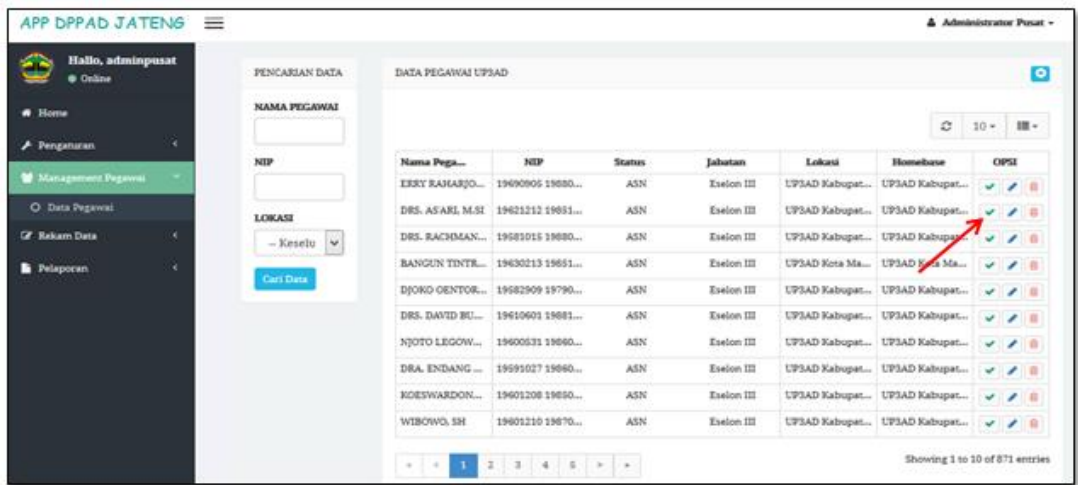 APP DPPAD JATENG
Administrator Pusat
Hallo, adminpusat
Online
Home
Pengaturan
Management Pegawai
Data Pegawai
Rekam Data
Pelaporan
PENCARIAN DATA
NAMA PEGAWAI
NIP
LOKASI
-- Keselu
Cari Data
DATA PEGAWAI UP3AD
10
Nama Pega... NIP Status Jabatan Lokasi Homebase OPSI
ERRY RAHARJO... 19690905 19880... ASN Eselon III UP3AD Kabupat... UP3AD Kabupat...
DRS. AS'ARI, M.SI 19621212 19851... ASN Eselon III UP3AD Kabupat... UP3AD Kabupat...
DRS. RACHMAN... 19581015 19880... ASN Eselon III UP3AD Kabupat... UP3AD Kabupat...
BANGUN TINTR... 19630213 19851... ASN Eselon III UP3AD Kota Ma... UP3AD Kota Ma...
DJOKO OENTOR... 19582909 19790... ASN Eselon III UP3AD Kabupat... UP3AD Kabupat...
DRS. DAVID BU... 19610601 19881... ASN Eselon III UP3AD Kabupat... UP3AD Kabupat...
NJOTO LEGOW... 19600531 19860... ASN Eselon III UP3AD Kabupat... UP3AD Kabupat...
DRA. ENDANG ... 19591027 19860... ASN Eselon III UP3AD Kabupat... UP3AD Kabupat...
KOESWARDON... 19601208 19850... ASN Eselon III UP3AD Kabupat... UP3AD Kabupat...
WIBOWO, SH 19601210 19870... ASN Eselon III UP3AD Kabupat... UP3AD Kabupat...
« < 1 2 3 4 5 > »
Showing 1 to 10 of 871 entries